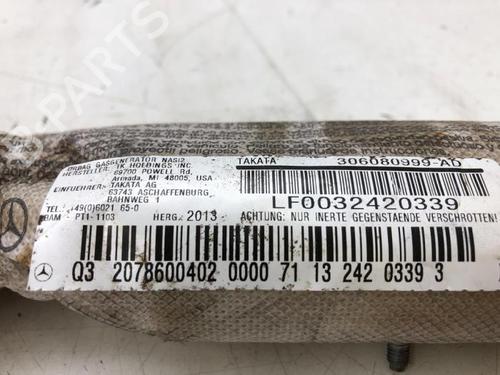 AIRBAG GASGENERATOR NASI2
HERSTELLER: TK HOLDINGS INC.
69700 POWELL Rd,
Armada, MI 48005, USA
EINFUEHRER: TAKATA AG
63743 ASCHAFFENBURG,
BAHNWEG 1
TEL. +49(0)6021 65-0
BAM - PT1-1103 HERG: 2013
TAKATA 306080999-AD
LF0032420339
ACHTUNG: NUR INERTE GEGENSTAENDE VERSCHROTTEN!
Q3 2078600402 0000 71 13 242 0339 3